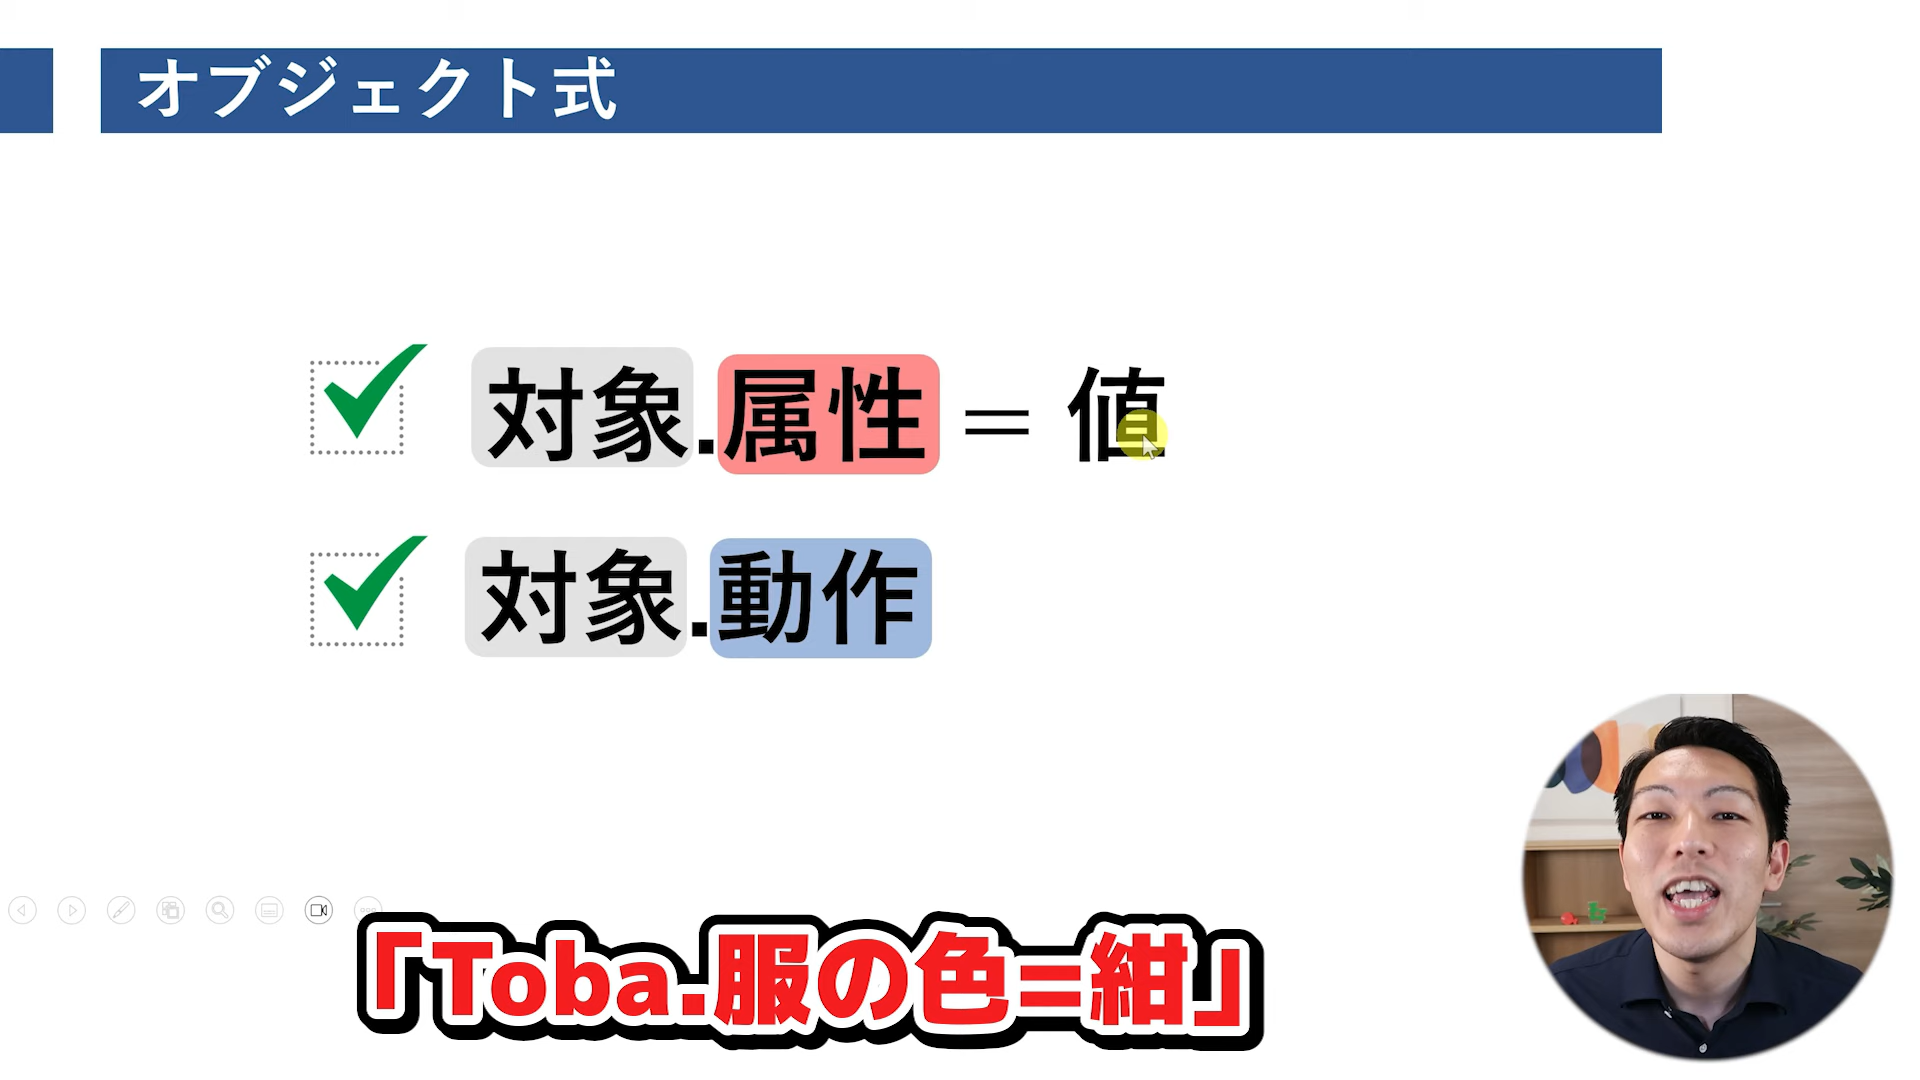 オブジェクト式
対象.属性 = 値
対象.動作
「Toba.服の色=紺」